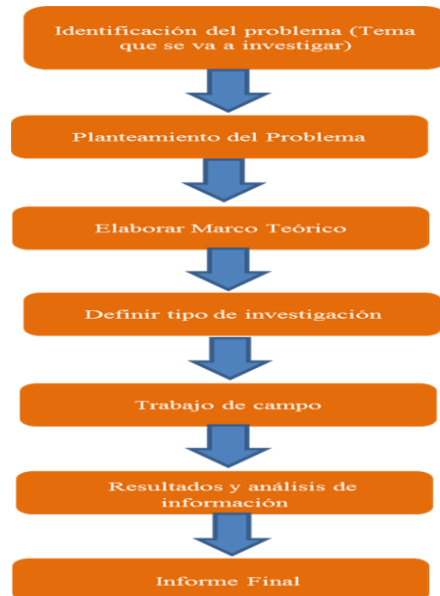 Identificación del problema (Tema
que se va a investigar)
Planteamiento del Problema
Elaborar Marco Teórico
Definir tipo de investigación
Trabajo de campo
Resultados y análisis de
información
Informe Final